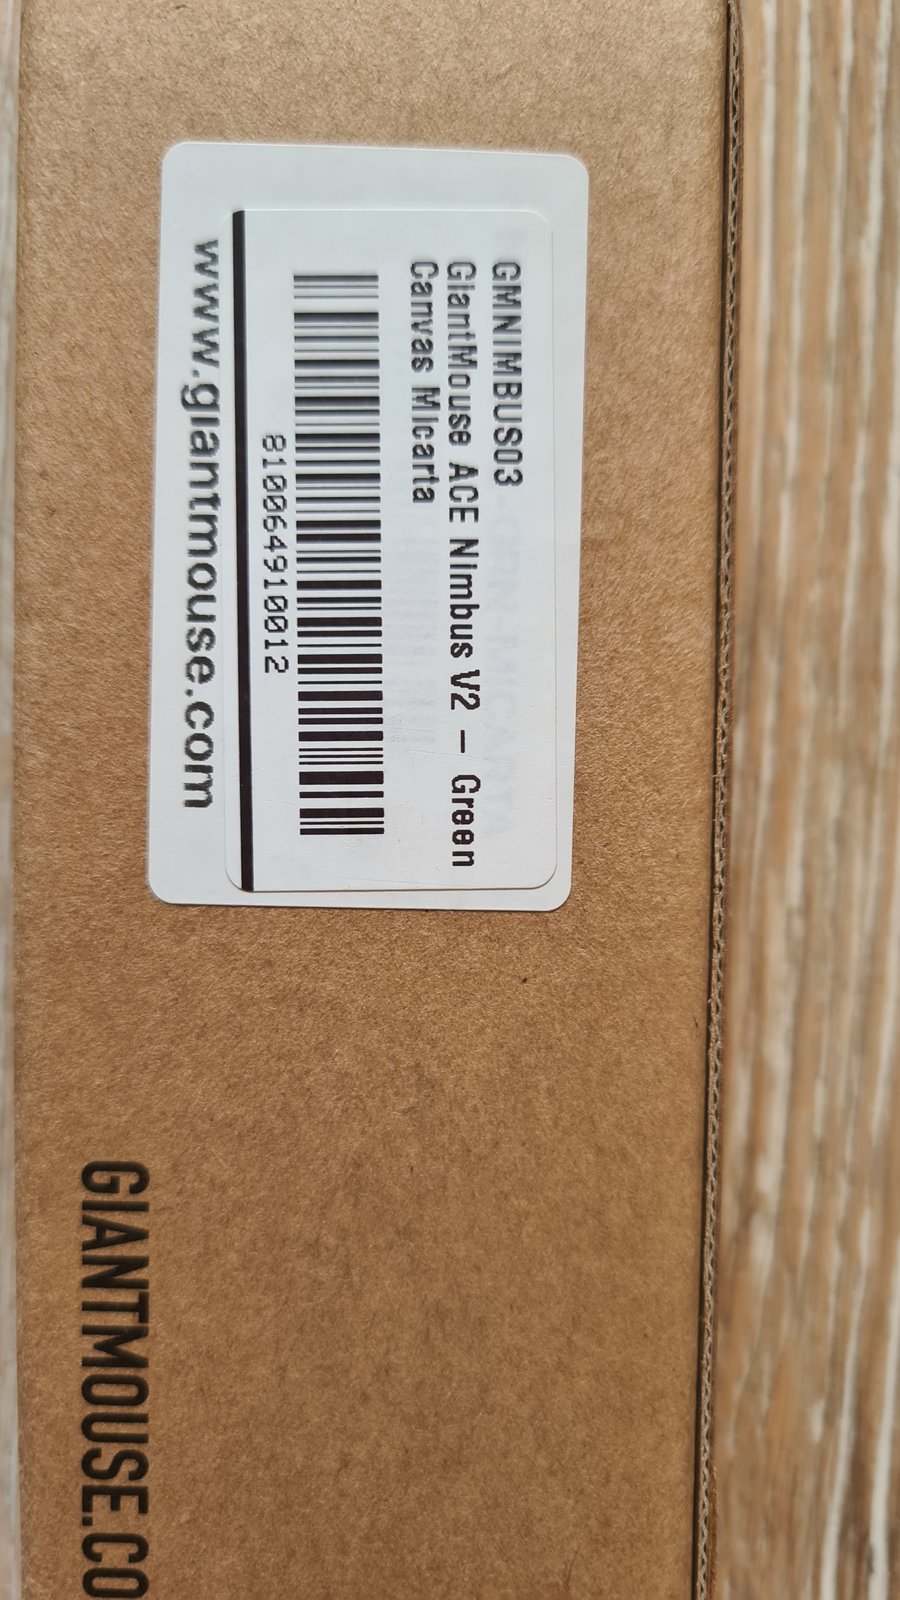 GMNIMBUS03
GiantMouse ACE Nimbus V2 – Green
Canvas Micarta
810064910012
www.giantmouse.com
GIANTMOUSE.CO